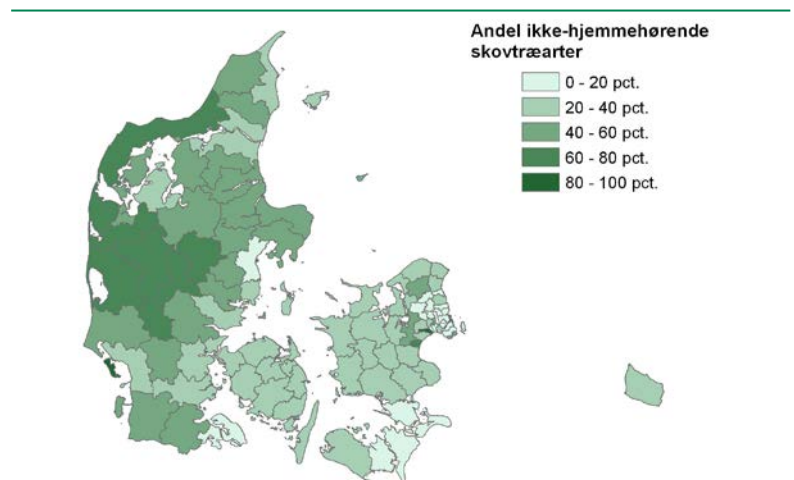 Andel ikke-hjemmehørende
skovtræarter
0 - 20 pct.
20 - 40 pct.
40 - 60 pct.
60 - 80 pct.
80 - 100 pct.